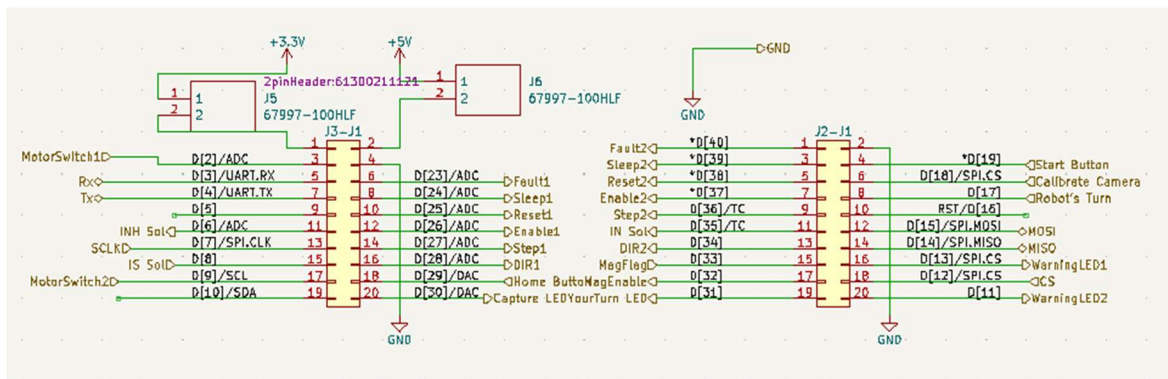 +3.3V
+5V
GND
2pinHeader:61300211121
1
2
1
2
J5
67997-100HLF
1
2
1
2
J6
67997-100HLF
GND
J3-J1
J2-J1
1 2
MotorSwitch1 D[2]/ADC 3 4
Rx D[3]/UART.RX 5 6 D[23]/ADC Fault1
Tx D[4]/UART.TX 7 8 D[24]/ADC Sleep1
D[5] 9 10 D[25]/ADC Reset1
INH Sol D[6]/ADC 11 12 D[26]/ADC Enable1
SCLK D[7]/SPI.CLK 13 14 D[27]/ADC Step1
IS Sol D[8] 15 16 D[28]/ADC DIR1
MotorSwitch2 D[9]/SCL 17 18 D[29]/DAC Home Button
D[10]/SDA 19 20 D[30]/DAC Capture LED
GND
Fault2 *D[40] 1 2
Sleep2 *D[39] 3 4 *D[19] Start Button
Reset2 *D[38] 5 6 D[18]/SPI.CS Calibrate Camera
Enable2 *D[37] 7 8 D[17] Robot's Turn
Step2 D[36]/TC 9 10 RST/D[16]
IN Sol D[35]/TC 11 12 D[15]/SPI.MOSI MOSI
DIR2 D[34] 13 14 D[14]/SPI.MISO MISO
MagFlag D[33] 15 16 D[13]/SPI.CS WarningLED1
MagEnable D[32] 17 18 D[12]/SPI.CS CS
YourTurn LED D[31] 19 20 D[11] WarningLED2
GND